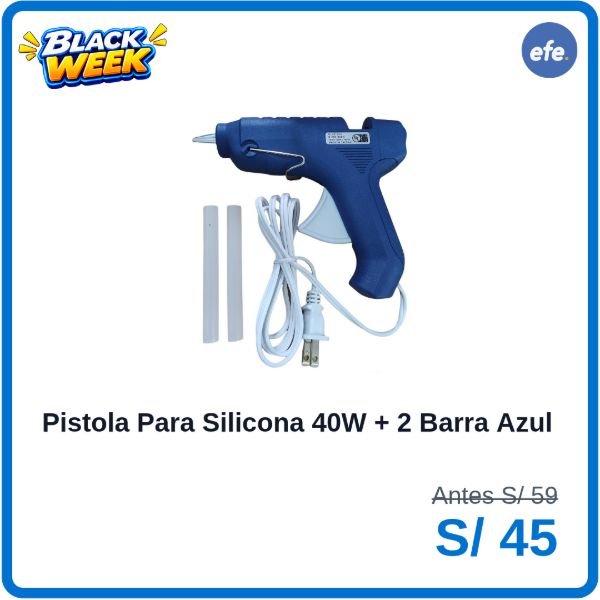 BLACK
WEEK
efe.
Pistola Para Silicona 40W + 2 Barra Azul
Antes S/ 59
S/ 45